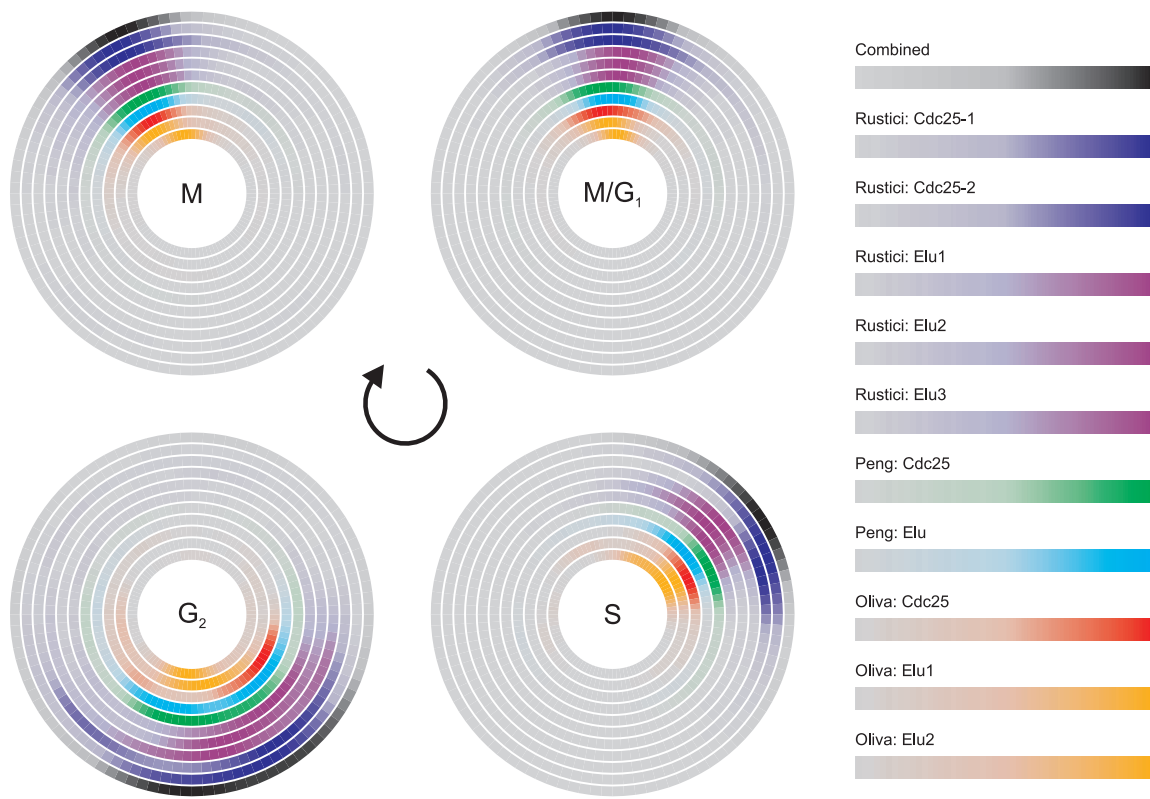 M
M/G₁
G₂
S
Combined
Rustici: Cdc25-1
Rustici: Cdc25-2
Rustici: Elu1
Rustici: Elu2
Rustici: Elu3
Peng: Cdc25
Peng: Elu
Oliva: Cdc25
Oliva: Elu1
Oliva: Elu2